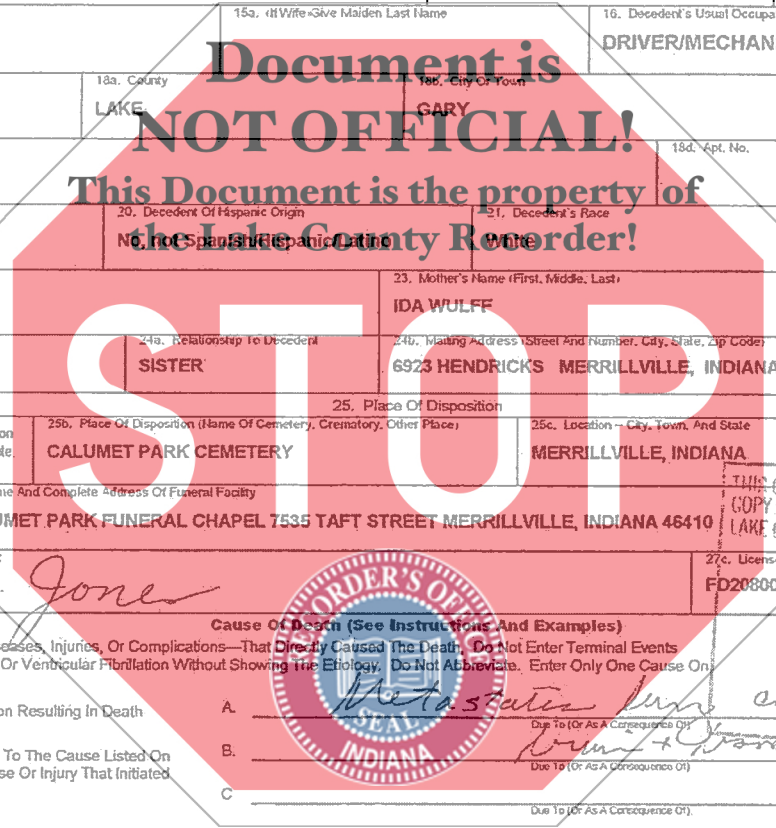 15a. (If Wife) Give Maiden Last Name
16. Decedent's Usual Occupa
DRIVER/MECHAN
Document is
18a. County
18b. City Or Town
LAKE
GARY
NOT OFFICIAL!
18d. Apt. No.
This Document is the property of
20. Decedent Of Hispanic Origin
21. Decedent's Race
No, not Spanish/Hispanic/Latino
White
the Lake County Recorder!
23. Mother's Name (First, Middle, Last)
IDA WULFF
STOP
24a. Relationship To Decedent
24b. Mailing Address (Street And Number, City, State, Zip Code)
SISTER
6923 HENDRICKS MERRILLVILLE, INDIANA
25. Place Of Disposition
on
25b. Place Of Disposition (Name Of Cemetery, Crematory, Other Place)
25c. Location - City, Town, And State
CALUMET PARK CEMETERY
MERRILLVILLE, INDIANA
me And Complete Address Of Funeral Facility
THIS
COPY
LAKE
UMET PARK FUNERAL CHAPEL 7535 TAFT STREET MERRILLVILLE, INDIANA 46410
27c. Licens
FD20800
Jones
RECORDER'S OFFICE
SEAL
INDIANA
Cause Of Death (See Instructions And Examples)
eases, Injuries, Or Complications—That Directly Caused The Death. Do Not Enter Terminal Events
Or Ventricular Fibrillation Without Showing The Etiology. Do Not Abbreviate. Enter Only One Cause On
on Resulting In Death
A.
Due To (Or As A Consequence Of)
To The Cause Listed On
se Or Injury That Initiated
B.
Due To (Or As A Consequence Of)
C
Due To (Or As A Consequence Of).